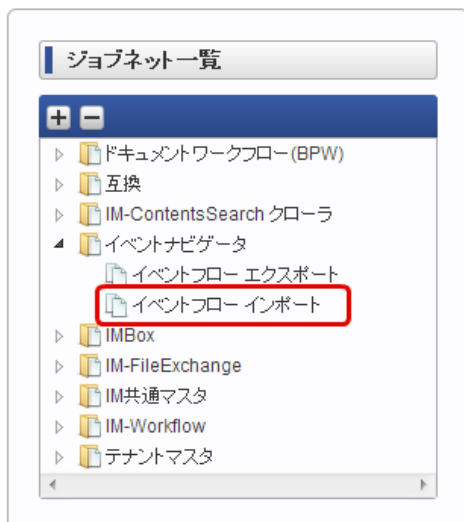 ジョブネット一覧
ドキュメントワークフロー(BPW)
互換
IM-ContentsSearch クローラ
イベントナビゲータ
イベントフロー エクスポート
イベントフロー インポート
IMBox
IM-FileExchange
IM共通マスタ
IM-Workflow
テナントマスタ